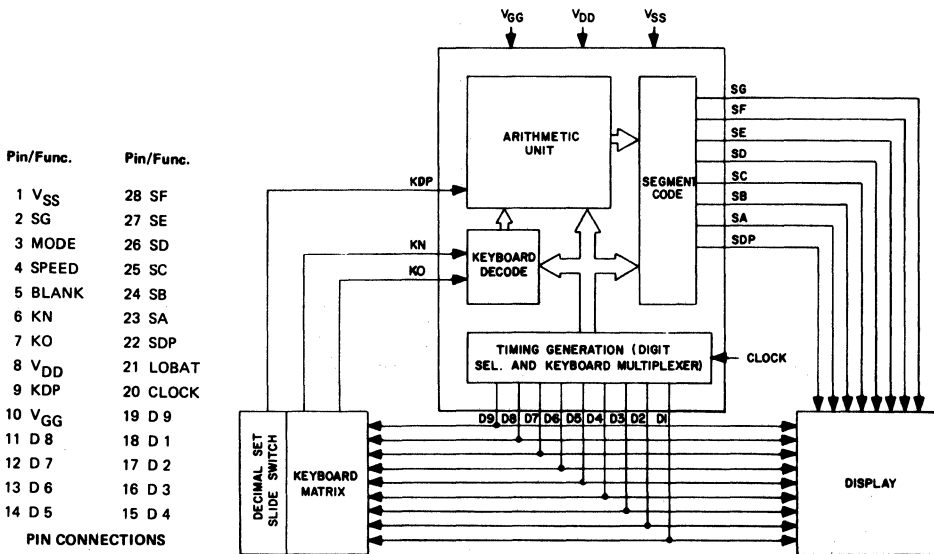 Pin/Func. Pin/Func.
1 VSS 28 SF
2 SG 27 SE
3 MODE 26 SD
4 SPEED 25 SC
5 BLANK 24 SB
6 KN 23 SA
7 KO 22 SDP
8 VDD 21 LOBAT
9 KDP 20 CLOCK
10 VGG 19 D 9
11 D 8 18 D 1
12 D 7 17 D 2
13 D 6 16 D 3
14 D 5 15 D 4
PIN CONNECTIONS
VGG VDD VSS
ARITHMETIC
UNIT
SEGMENT
CODE
KEYBOARD
DECODE
TIMING GENERATION (DIGIT
SEL. AND KEYBOARD MULTIPLEXER)
KDP
KN
KO
SG
SF
SE
SD
SC
SB
SA
SDP
CLOCK
D9 D8 D7 D6 D5 D4 D3 D2 D1
DECIMAL SET
SLIDE SWITCH
KEYBOARD
MATRIX
DISPLAY